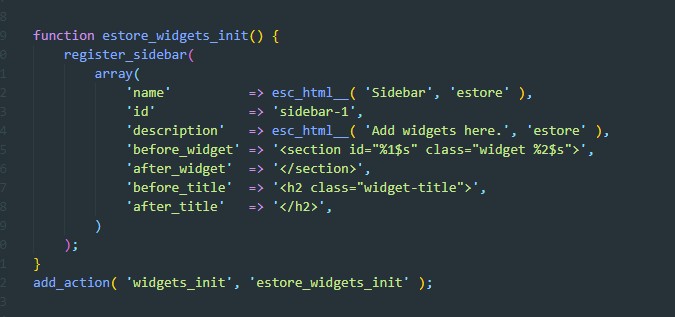 function estore_widgets_init() {
    register_sidebar(
        array(
            'name'          => esc_html__( 'Sidebar', 'estore' ),
            'id'            => 'sidebar-1',
            'description'   => esc_html__( 'Add widgets here.', 'estore' ),
            'before_widget' => '<section id="%1$s" class="widget %2$s">',
            'after_widget'  => '</section>',
            'before_title'  => '<h2 class="widget-title">',
            'after_title'   => '</h2>',
        )
    );
}
add_action( 'widgets_init', 'estore_widgets_init' );